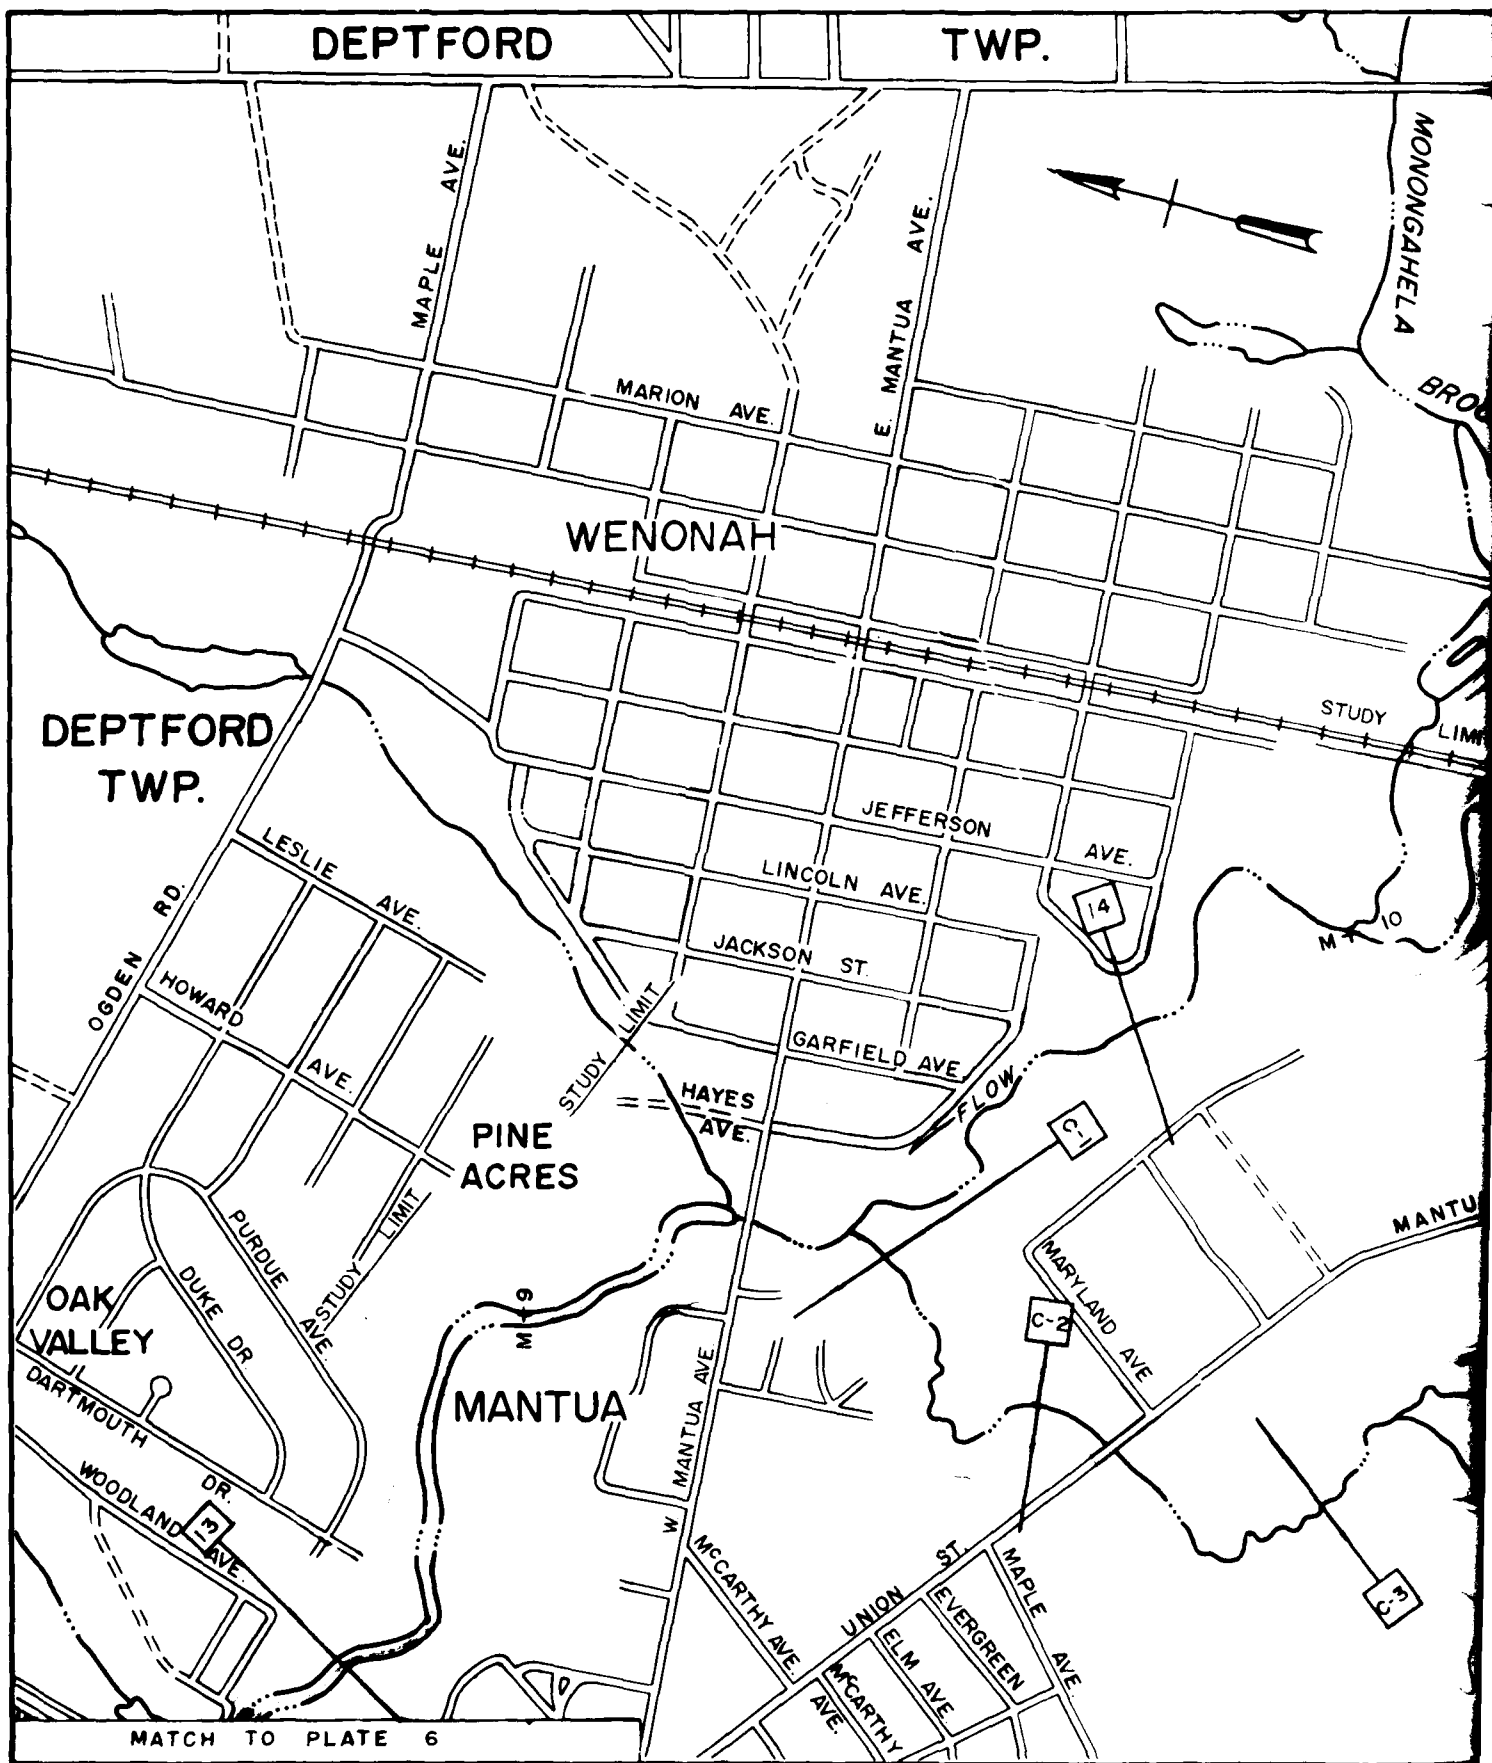 DEPTFORD TWP.
MONONGAHELA
MAPLE AVE.
E. MANTUA AVE.
MARION AVE.
WENONAH
DEPTFORD
TWP.
STUDY
JEFFERSON AVE.
LINCOLN AVE.
LESLIE AVE.
14
M 10
JACKSON ST.
OGDEN RD.
HOWARD AVE.
STUDY LIMIT
GARFIELD AVE
FLOW
HAYES
AVE.
C-1
PINE
ACRES
STUDY LIMIT
PURDUE AVE.
DUKE DR
MARYLAND AVE
OAK
VALLEY
M 9
C-2
DARTMOUTH DR.
MANTUA
W MANTUA AVE.
WOODLAND AVE.
13
McCARTHY AVE.
UNION ST.
MAPLE AVE
EVERGREEN
ELM AVE.
McCARTHY
AVE.
C-3
MATCH TO PLATE 6